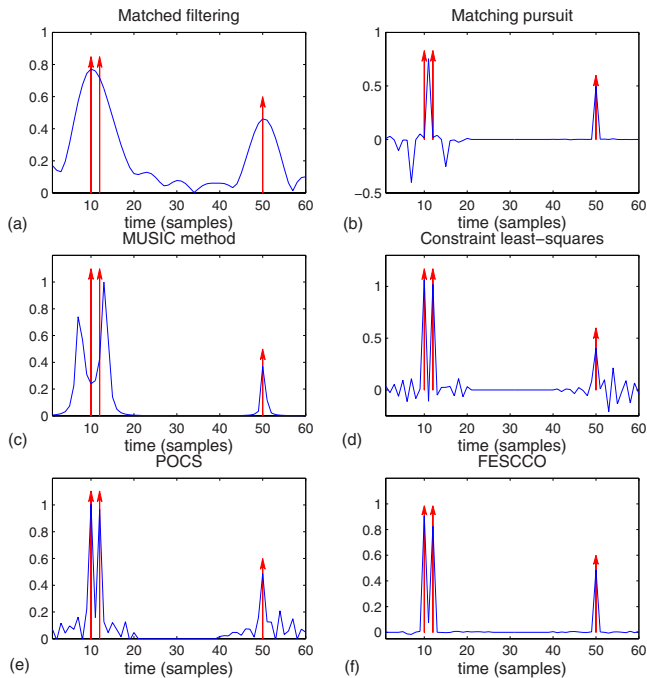 Matched filtering
1
0.8
0.6
0.4
0.2
0
10 20 30 40 50 60
time (samples)
(a)
Matching pursuit
1
0.5
0
−0.5
10 20 30 40 50 60
time (samples)
(b)
MUSIC method
1
0.8
0.6
0.4
0.2
0
10 20 30 40 50 60
time (samples)
(c)
Constraint least−squares
1
0.5
0
10 20 30 40 50 60
time (samples)
(d)
POCS
1
0.8
0.6
0.4
0.2
0
10 20 30 40 50 60
time (samples)
(e)
FESCCO
1
0.8
0.6
0.4
0.2
0
10 20 30 40 50 60
time (samples)
(f)